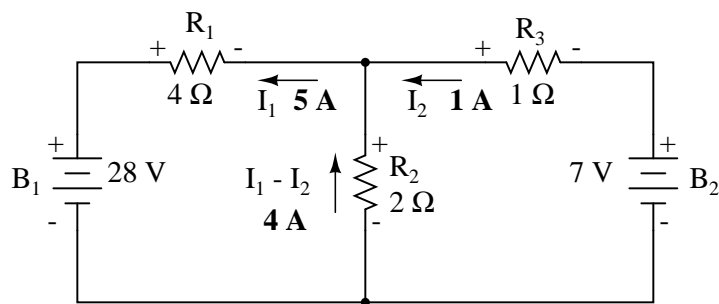 R1
R3
+ -
+ -
4 Ω
1 Ω
I1 5 A
I2 1 A
+
+
+
B1
28 V
I1 - I2
R2
7 V
B2
2 Ω
4 A
-
-
-